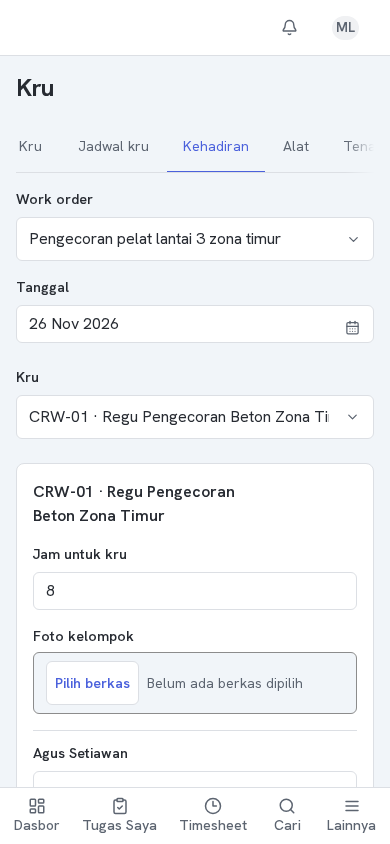 ML
Kru
Kru Jadwal kru Kehadiran Alat
Work order
Pengecoran pelat lantai 3 zona timur
Tanggal
26 Nov 2026
Kru
CRW-01 · Regu Pengecoran Beton Zona
CRW-01 · Regu Pengecoran
Beton Zona Timur
Jam untuk kru
8
Foto kelompok
Pilih berkas Belum ada berkas dipilih
Agus Setiawan
Dasbor Tugas Saya Timesheet Cari Lainnya